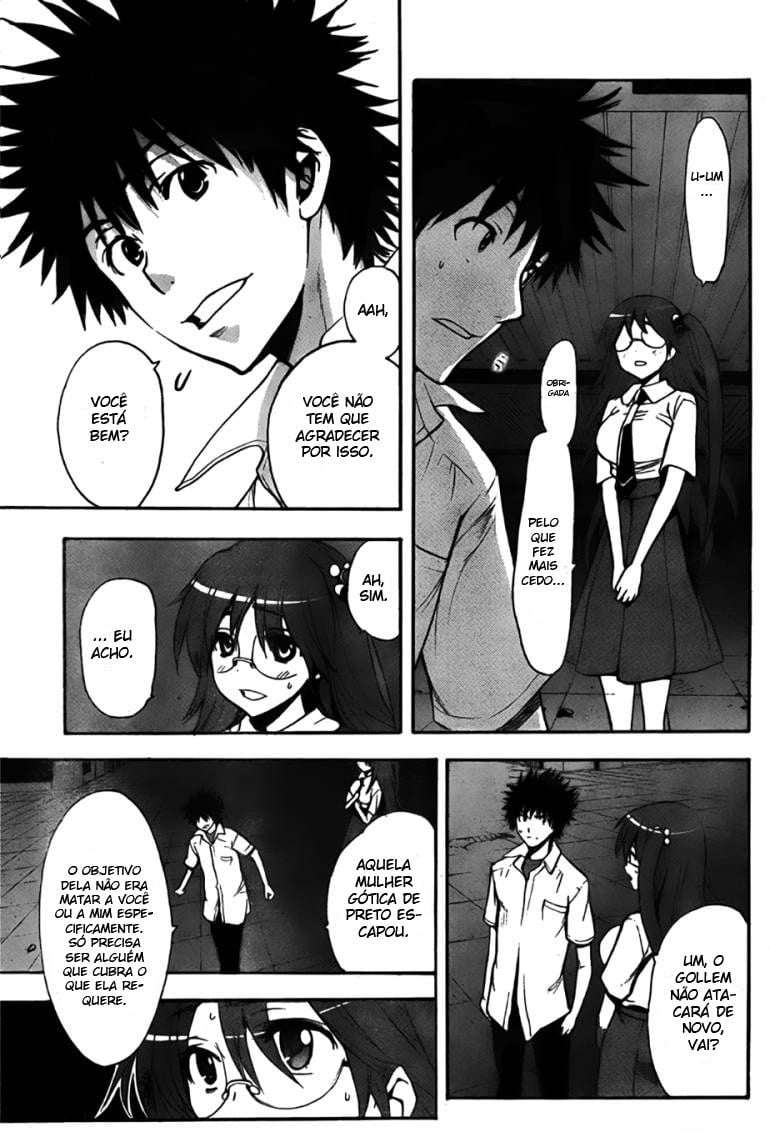 U-UM
...
OBRI-
GADA
PELO
QUE
FEZ
MAIS
CEDO...
AAH,
VOCÊ NÃO
TEM QUE
AGRADECER
POR ISSO.
VOCÊ
ESTÁ
BEM?
AH,
SIM.
... EU
ACHO.
UM, O
GOLLEM
NÃO ATA-
CARÁ DE
NOVO,
VAI?
AQUELA
MULHER
GÓTICA
DE PRETO ES-
CAPOU.
O OBJETIVO
DELA NÃO ERA
MATAR A VOCÊ
OU A MIM ESPE-
CIFICAMENTE.
SÓ PRECISA
SER ALGUÉM
QUE CUBRA O
QUE ELA RE-
QUERE.